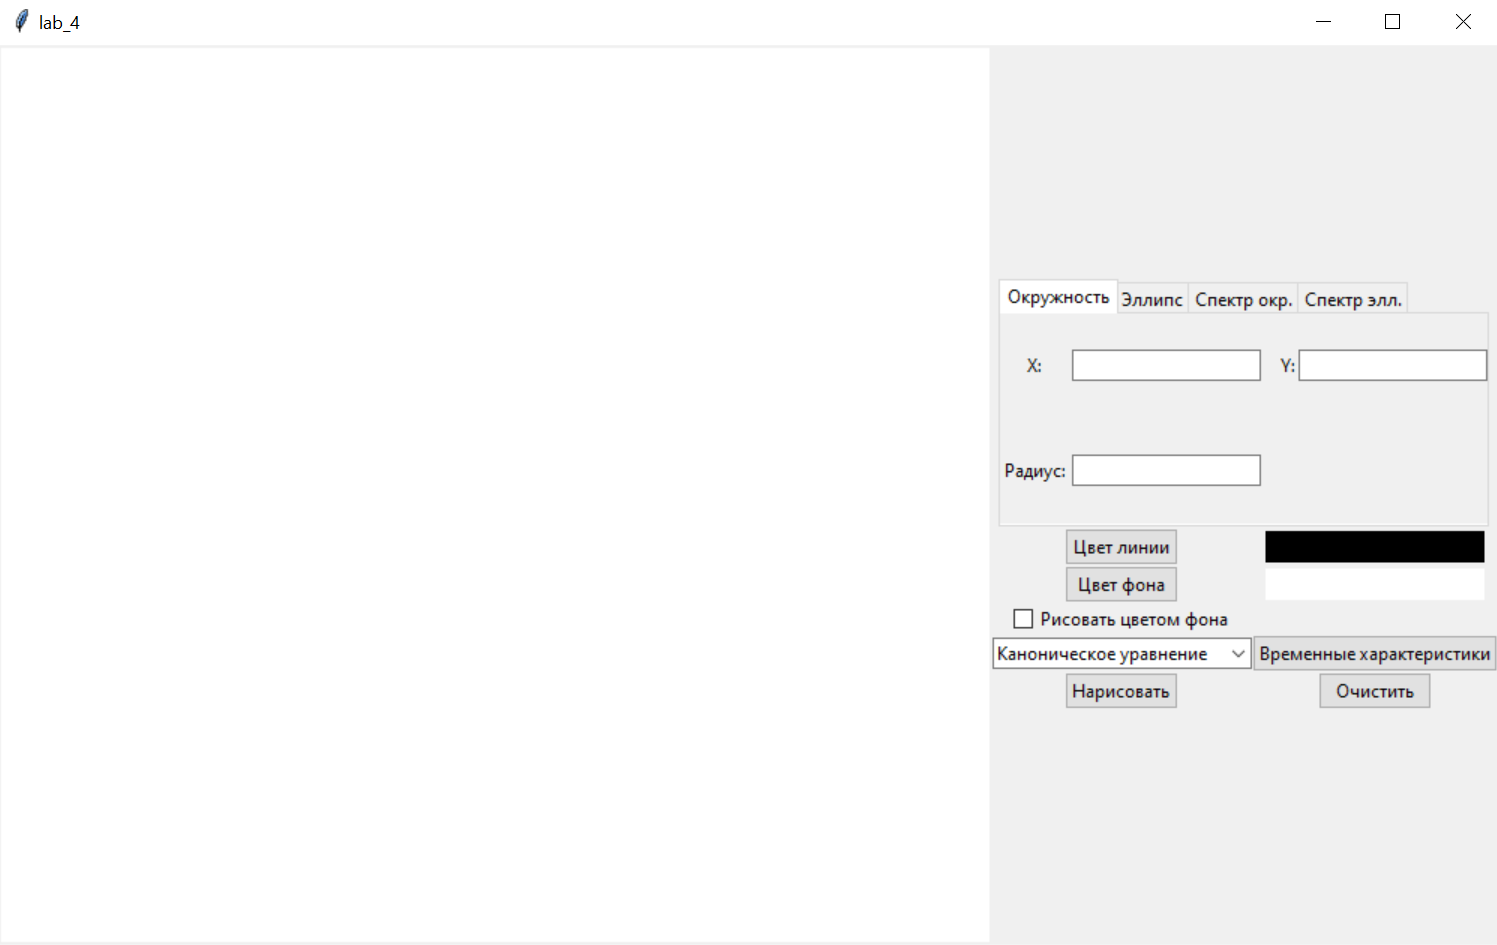 lab_4
Окружность Эллипс Спектр окр. Спектр элл.
X: Y:
Радиус:
Цвет линии
Цвет фона
Рисовать цветом фона
Каноническое уравнение Временные характеристики
Нарисовать Очистить